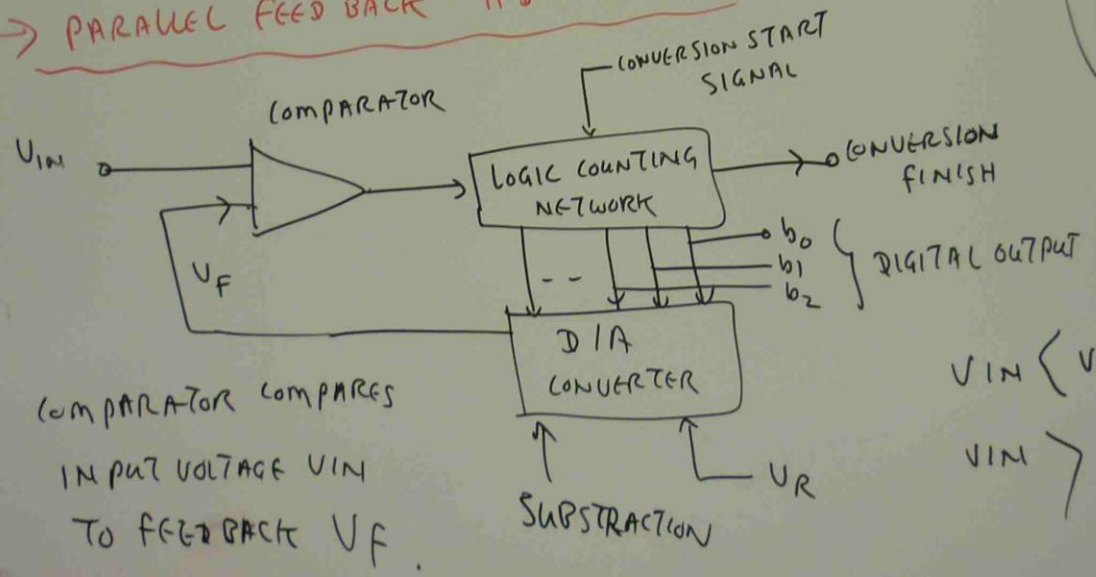 → PARALLEL FEED BACK
COMPARATOR
CONVERSION START
SIGNAL
VIN
LOGIC COUNTING
NETWORK
CONVERSION
FINISH
b0
b1
b2
DIGITAL OUTPUT
VF
- -
D/A
CONVERTER
COMPARATOR COMPARES
INPUT VOLTAGE VIN
TO FEEDBACK VF.
SUBSTRACTION
VR
VIN <
VIN >